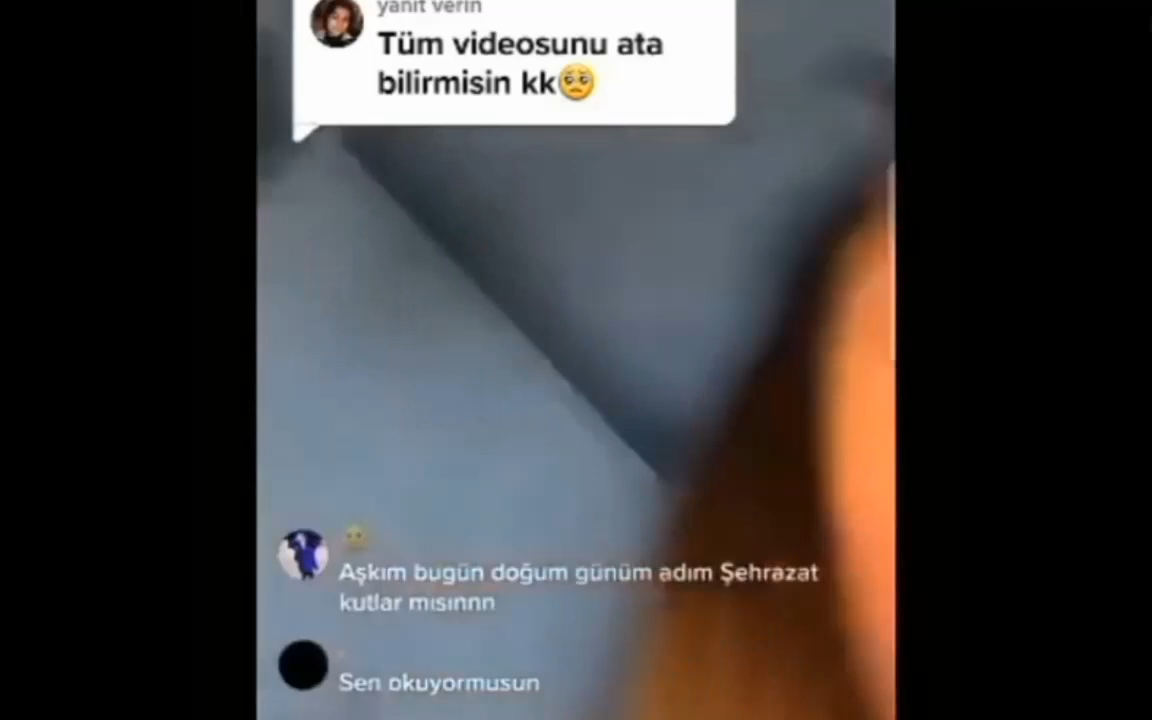 yanıt verin
Tüm videosunu ata
bilirmisin kk🥺
Aşkım bugün doğum günüm adım Şehrazat
kutlar mısınnn
Sen okuyormusun